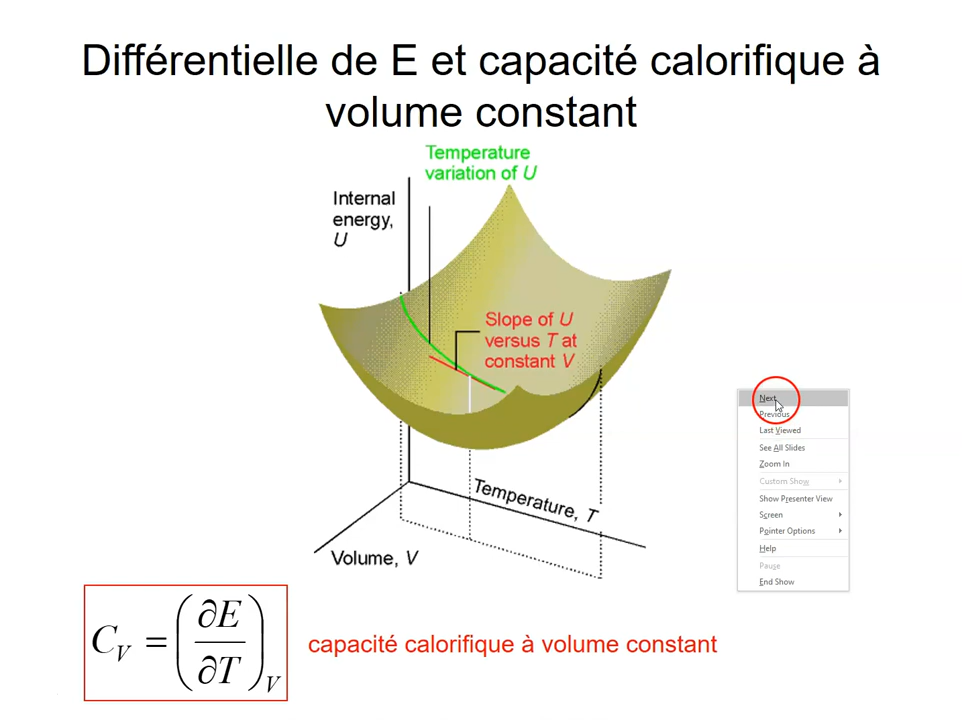 Différentielle de E et capacité calorifique à
volume constant
Temperature
variation of U
Internal
energy,
U
Slope of U
versus T at
constant V
Temperature, T
Volume, V
Next
Previous
Last Viewed
See All Slides
Zoom In
Custom Show
Show Presenter View
Screen
Pointer Options
Help
Pause
End Show
C_V = (∂E/∂T)_V
capacité calorifique à volume constant